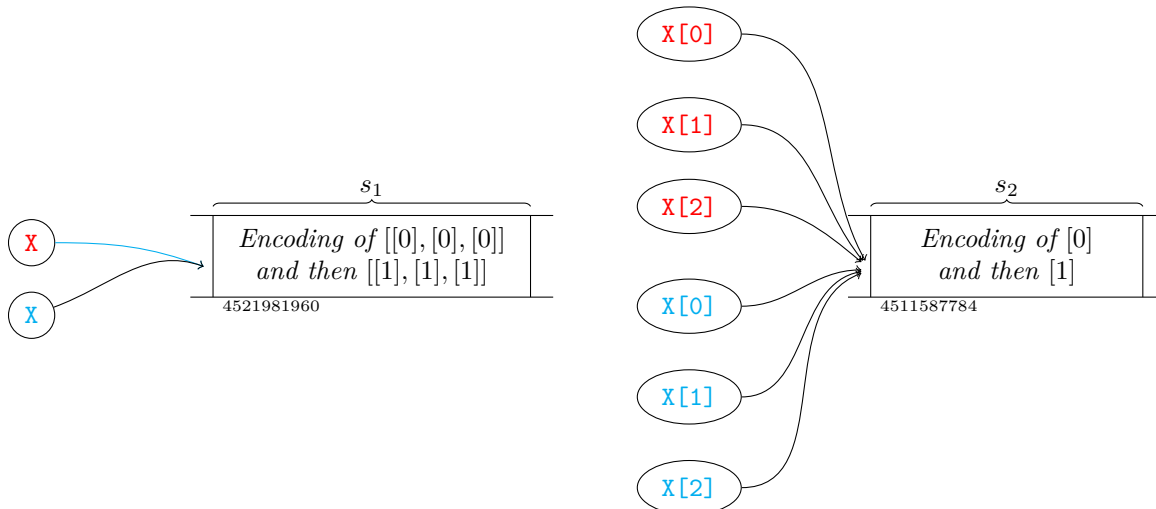 X
X
s₁
Encoding of [[0], [0], [0]]
and then [[1], [1], [1]]
4521981960
X[0]
X[1]
X[2]
X[0]
X[1]
X[2]
s₂
Encoding of [0]
and then [1]
4511587784